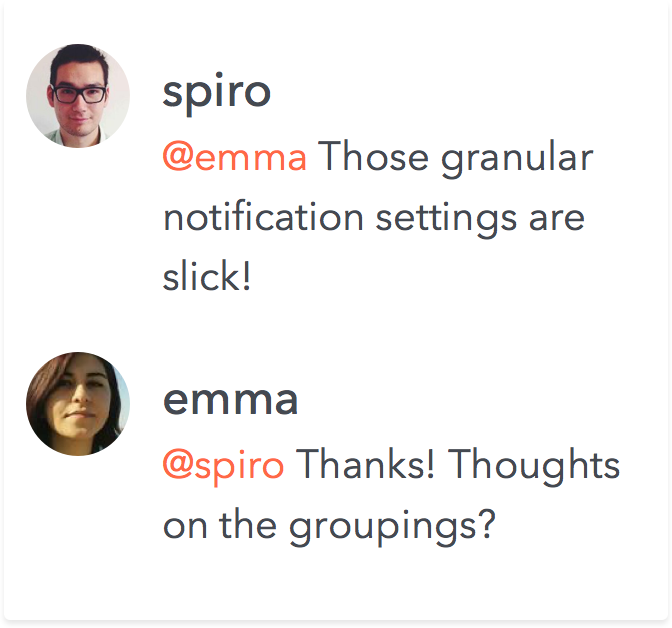 spiro
@emma Those granular
notification settings are
slick!
emma
@spiro Thanks! Thoughts
on the groupings?